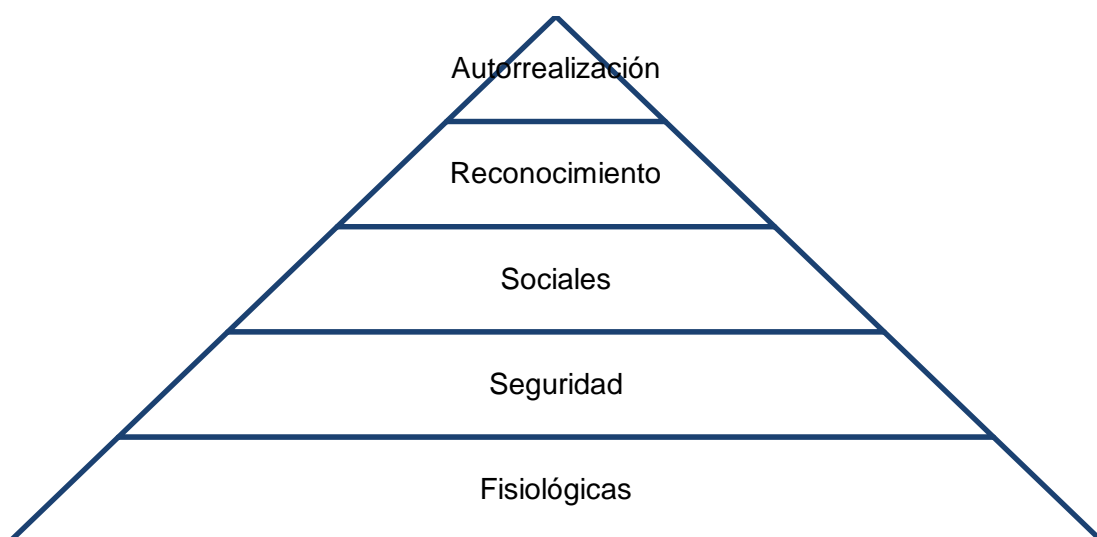 Autorrealización
Reconocimiento
Sociales
Seguridad
Fisiológicas